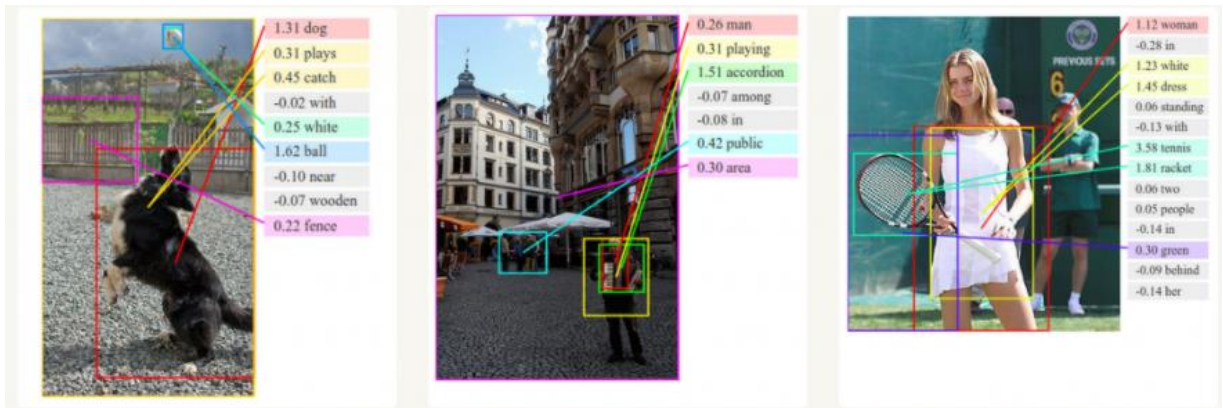 1.31 dog
0.31 plays
0.45 catch
-0.02 with
0.25 white
1.62 ball
-0.10 near
-0.07 wooden
0.22 fence
0.26 man
0.31 playing
1.51 accordion
-0.07 among
-0.08 in
0.42 public
0.30 area
PREVIOUS SETS
6
1.12 woman
-0.28 in
1.23 white
1.45 dress
0.06 standing
-0.13 with
3.58 tennis
1.81 racket
0.06 two
0.05 people
-0.14 in
0.30 green
-0.09 behind
-0.14 her